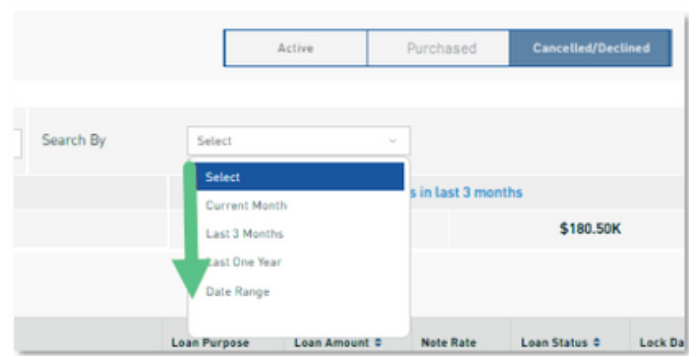 Active Purchased Cancelled/Declined
Search By Select
Select
s in last 3 months
Current Month
Last 3 Months $180.50K
Last One Year
Date Range
Loan Purpose Loan Amount Note Rate Loan Status Lock Da